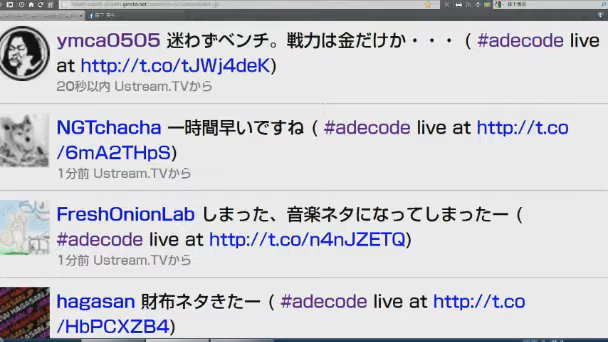 ymca0505 迷わずベンチ。戦力は金だけか・・・ ( #adecode live
at http://t.co/tJWj4deK)
20秒以内 Ustream.TVから
NGTchacha 一時間早いですね ( #adecode live at http://t.co
/6mA2THpS)
1分前 Ustream.TVから
FreshOnionLab しまった、音楽ネタになってしまったー (
#adecode live at http://t.co/n4nJZETQ)
1分前 Ustream.TVから
hagasan 財布ネタきたー ( #adecode live at http://t.co
/HbPCXZB4)